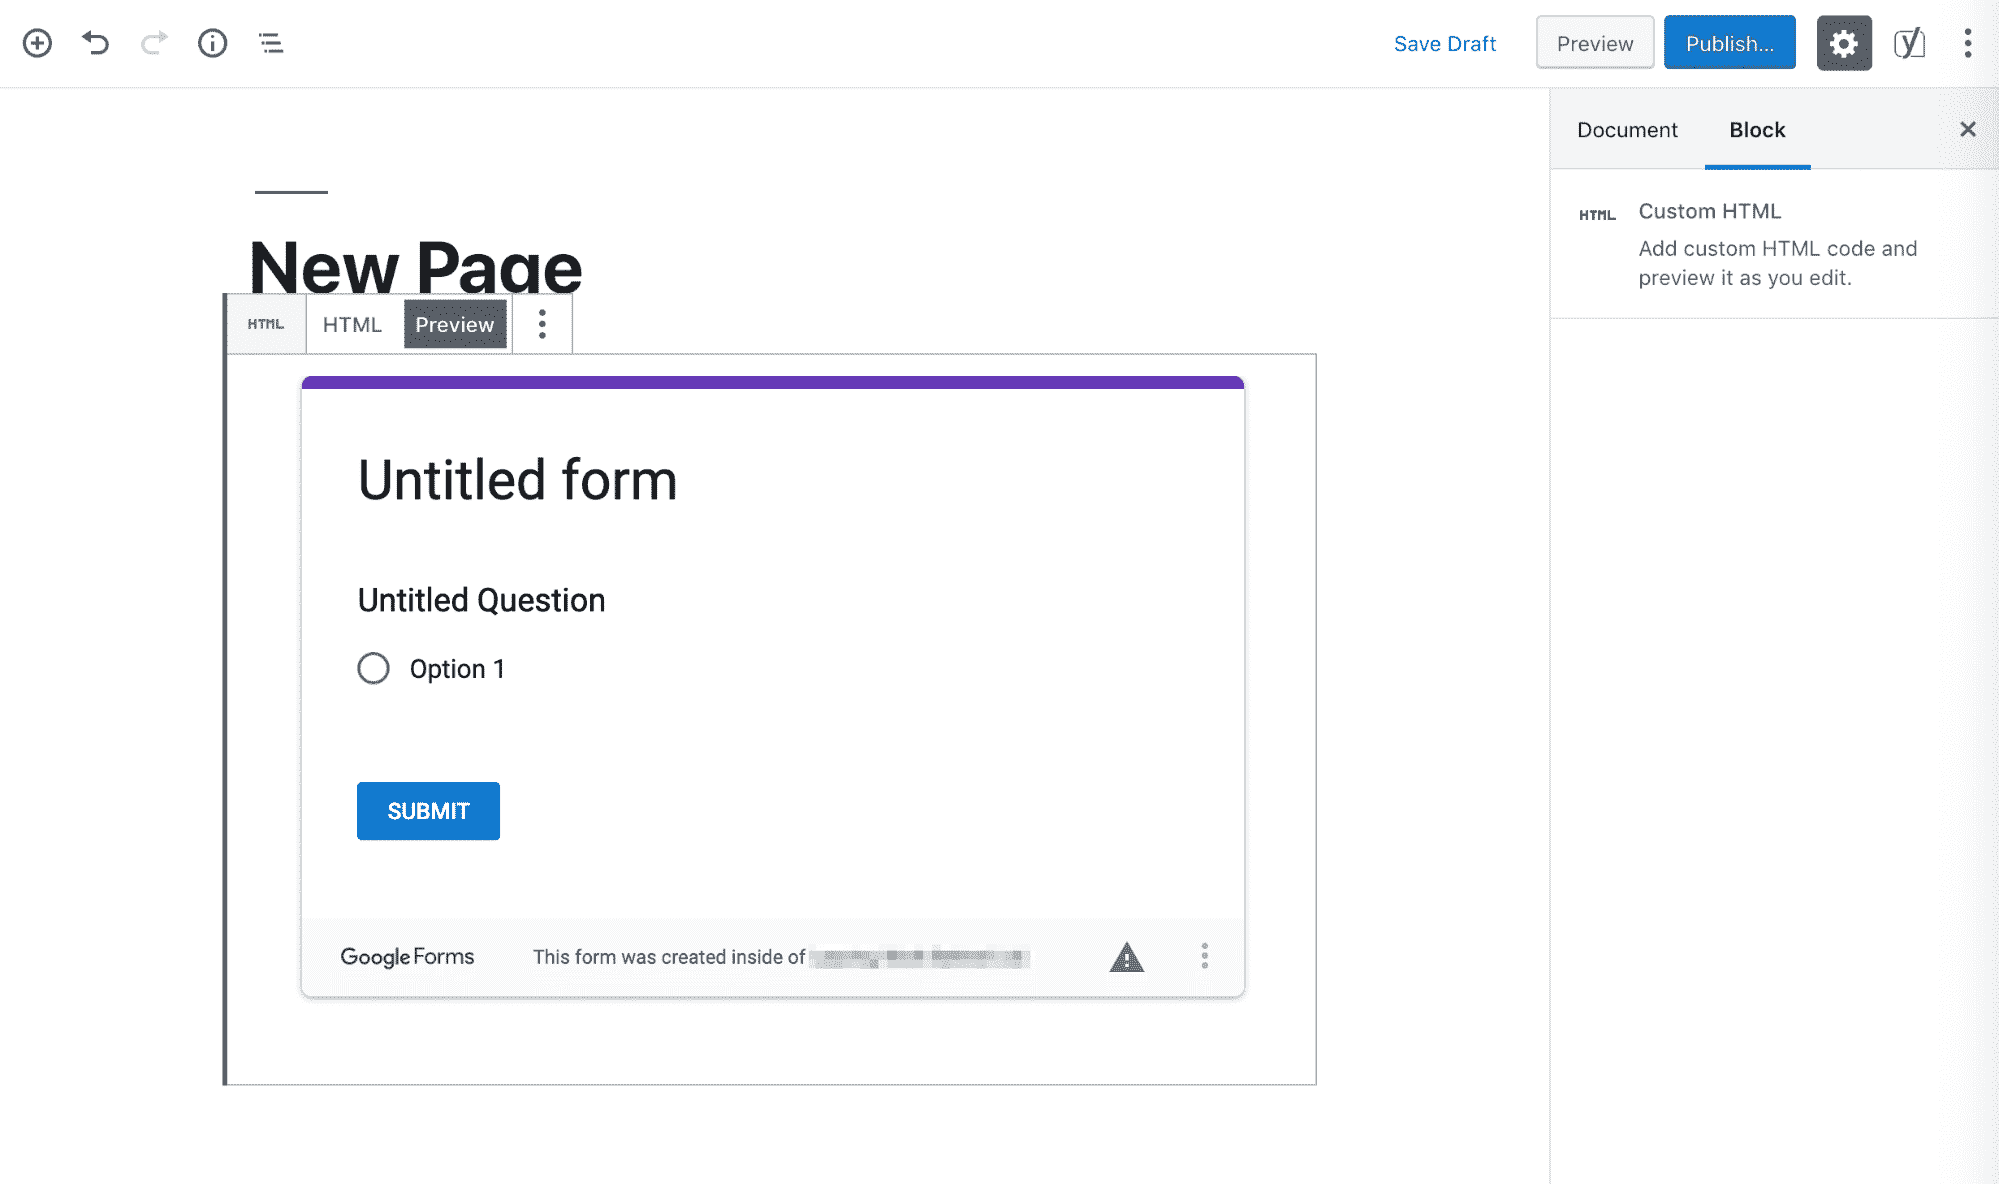 Save Draft
Preview
Publish...
Document
Block
HTML
Custom HTML
Add custom HTML code and
preview it as you edit.
New Page
HTML
HTML
Preview
Untitled form
Untitled Question
Option 1
SUBMIT
Google Forms
This form was created inside of